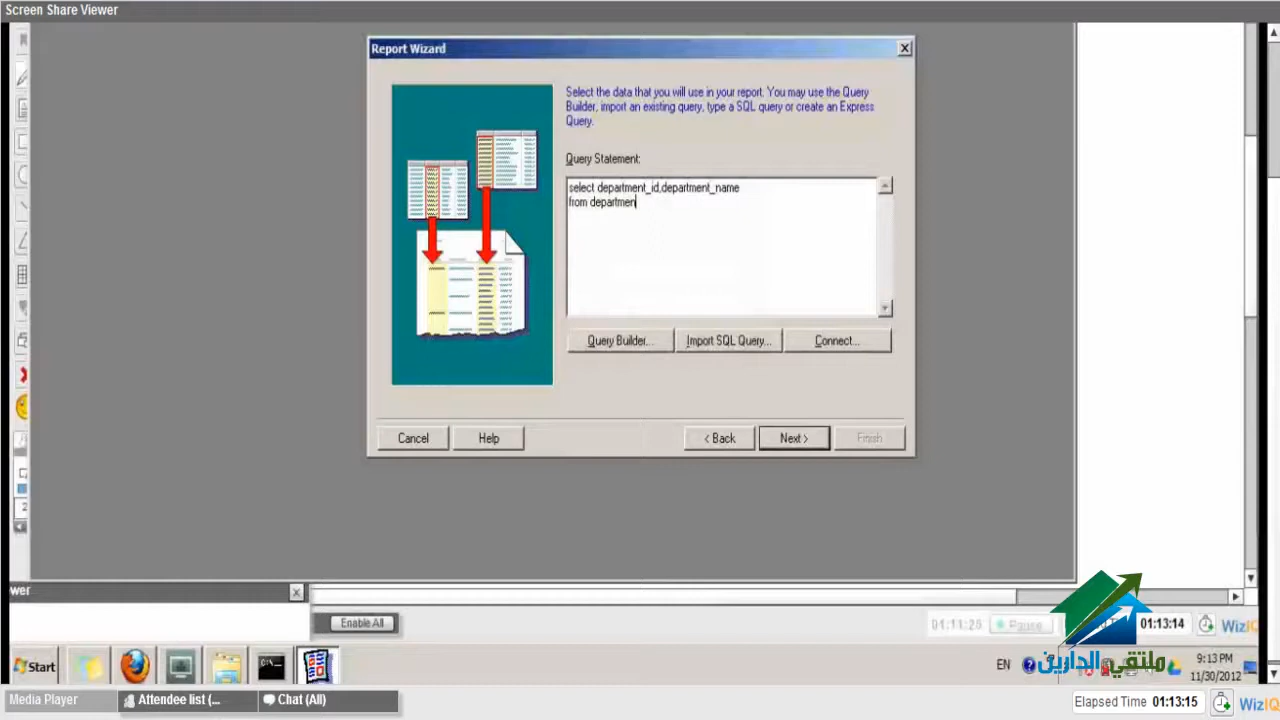 Screen Share Viewer
Report Wizard
Select the data that you will use in your report. You may use the Query
Builder, import an existing query, type a SQL query or create an Express
Query.
Query Statement:
select department_id,department_name
from departmen
Query Builder...
Import SQL Query...
Connect...
Cancel
Help
< Back
Next >
Finish
wer
Enable All
01:11:28
Pause
01:13:14
WizIQ
ملتقي الدارين
Start
EN
9:13 PM
11/30/2012
Media Player
Attendee list (...
Chat (All)
Elapsed Time 01:13:15
WizIQ